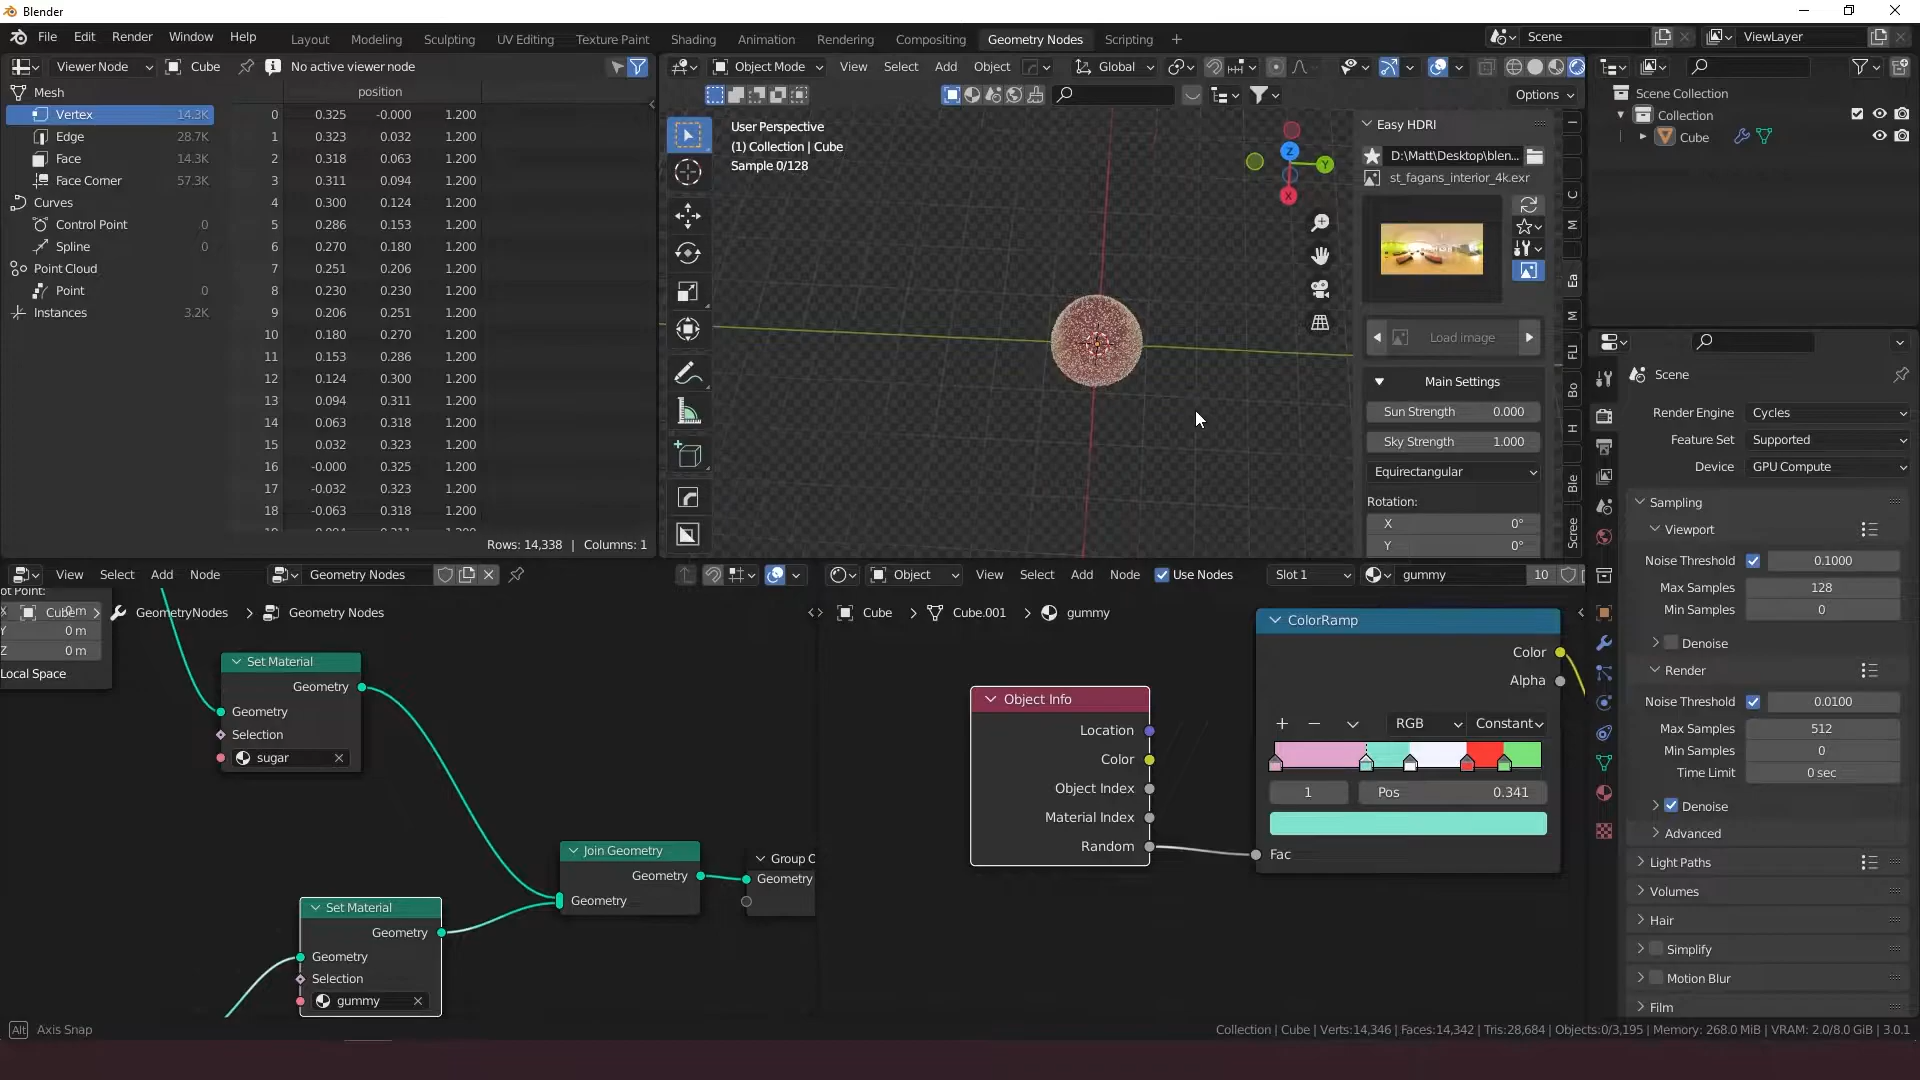 Blender
File Edit Render Window Help
Layout Modeling Sculpting UV Editing Texture Paint Shading Animation Rendering Compositing Geometry Nodes Scripting +
Scene
ViewLayer
Viewer Node
Cube
No active viewer node
Mesh
Vertex 14.3K
Edge 28.7K
Face 14.3K
Face Corner 57.3K
Curves
Control Point 0
Spline 0
Point Cloud
Point 0
Instances 3.2K
position
0 0.325 -0.000 1.200
1 0.323 0.032 1.200
2 0.318 0.063 1.200
3 0.311 0.094 1.200
4 0.300 0.124 1.200
5 0.286 0.153 1.200
6 0.270 0.180 1.200
7 0.251 0.206 1.200
8 0.230 0.230 1.200
9 0.206 0.251 1.200
10 0.180 0.270 1.200
11 0.153 0.286 1.200
12 0.124 0.300 1.200
13 0.094 0.311 1.200
14 0.063 0.318 1.200
15 0.032 0.323 1.200
16 -0.000 0.325 1.200
17 -0.032 0.323 1.200
18 -0.063 0.318 1.200
Rows: 14,338 | Columns: 1
Object Mode View Select Add Object Global
Options
User Perspective
(1) Collection | Cube
Sample 0/128
Z
Y
X
Easy HDRI
D:\Matt\Desktop\blen...
st_fagans_interior_4k.exr
Load image
Main Settings
Sun Strength 0.000
Sky Strength 1.000
Equirectangular
Rotation:
X 0°
Y 0°
C
M
Ea
M
FLI
Bo
H
Ble
Scree
Scene Collection
Collection
Cube
Scene
Render Engine Cycles
Feature Set Supported
Device GPU Compute
Sampling
Viewport
Noise Threshold 0.1000
Max Samples 128
Min Samples 0
Denoise
Render
Noise Threshold 0.0100
Max Samples 512
Min Samples 0
Time Limit 0 sec
Denoise
Advanced
Light Paths
Volumes
Hair
Simplify
Motion Blur
Film
View Select Add Node
Geometry Nodes
Cube > GeometryNodes > Geometry Nodes
Y 0 m
Z 0 m
Local Space
Set Material
Geometry
Geometry
Selection
sugar
Set Material
Geometry
Geometry
Selection
gummy
Join Geometry
Geometry
Geometry
Group
Geometry
Object View Select Add Node Use Nodes Slot 1 gummy 10
Cube > Cube.001 > gummy
Object Info
Location
Color
Object Index
Material Index
Random
ColorRamp
Color
Alpha
+ − RGB Constant
1 Pos 0.341
Fac
Alt Axis Snap
Collection | Cube | Verts:14,346 | Faces:14,342 | Tris:28,684 | Objects:0/3,195 | Memory: 268.0 MiB | VRAM: 2.0/8.0 GiB | 3.0.1